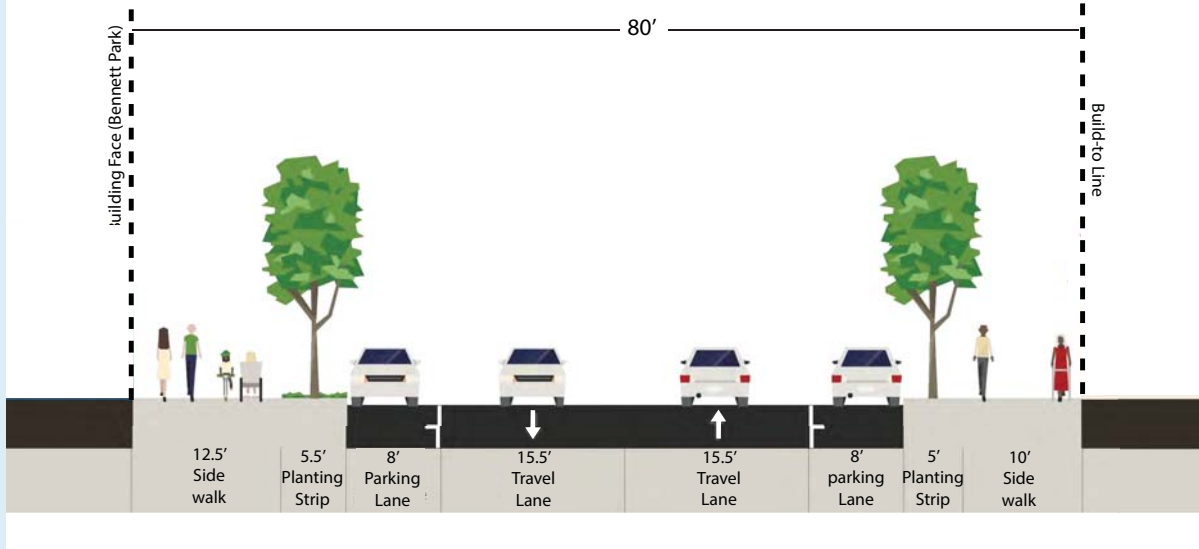 80’
uilding Face (Bennett Park)
Build-to Line
12.5’
Side
walk
5.5’
Planting
Strip
8’
Parking
Lane
15.5’
Travel
Lane
15.5’
Travel
Lane
8’
parking
Lane
5’
Planting
Strip
10’
Side
walk